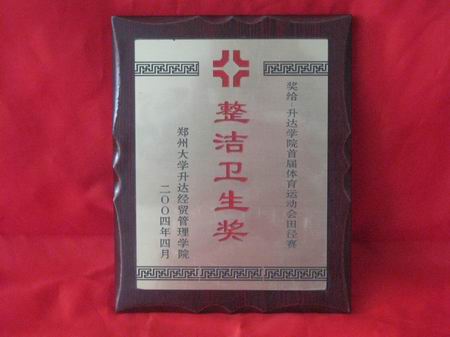 奖给:升达学院首届体育运动会田径赛
整洁卫生奖
郑州大学升达经贸管理学院
二〇〇四年四月